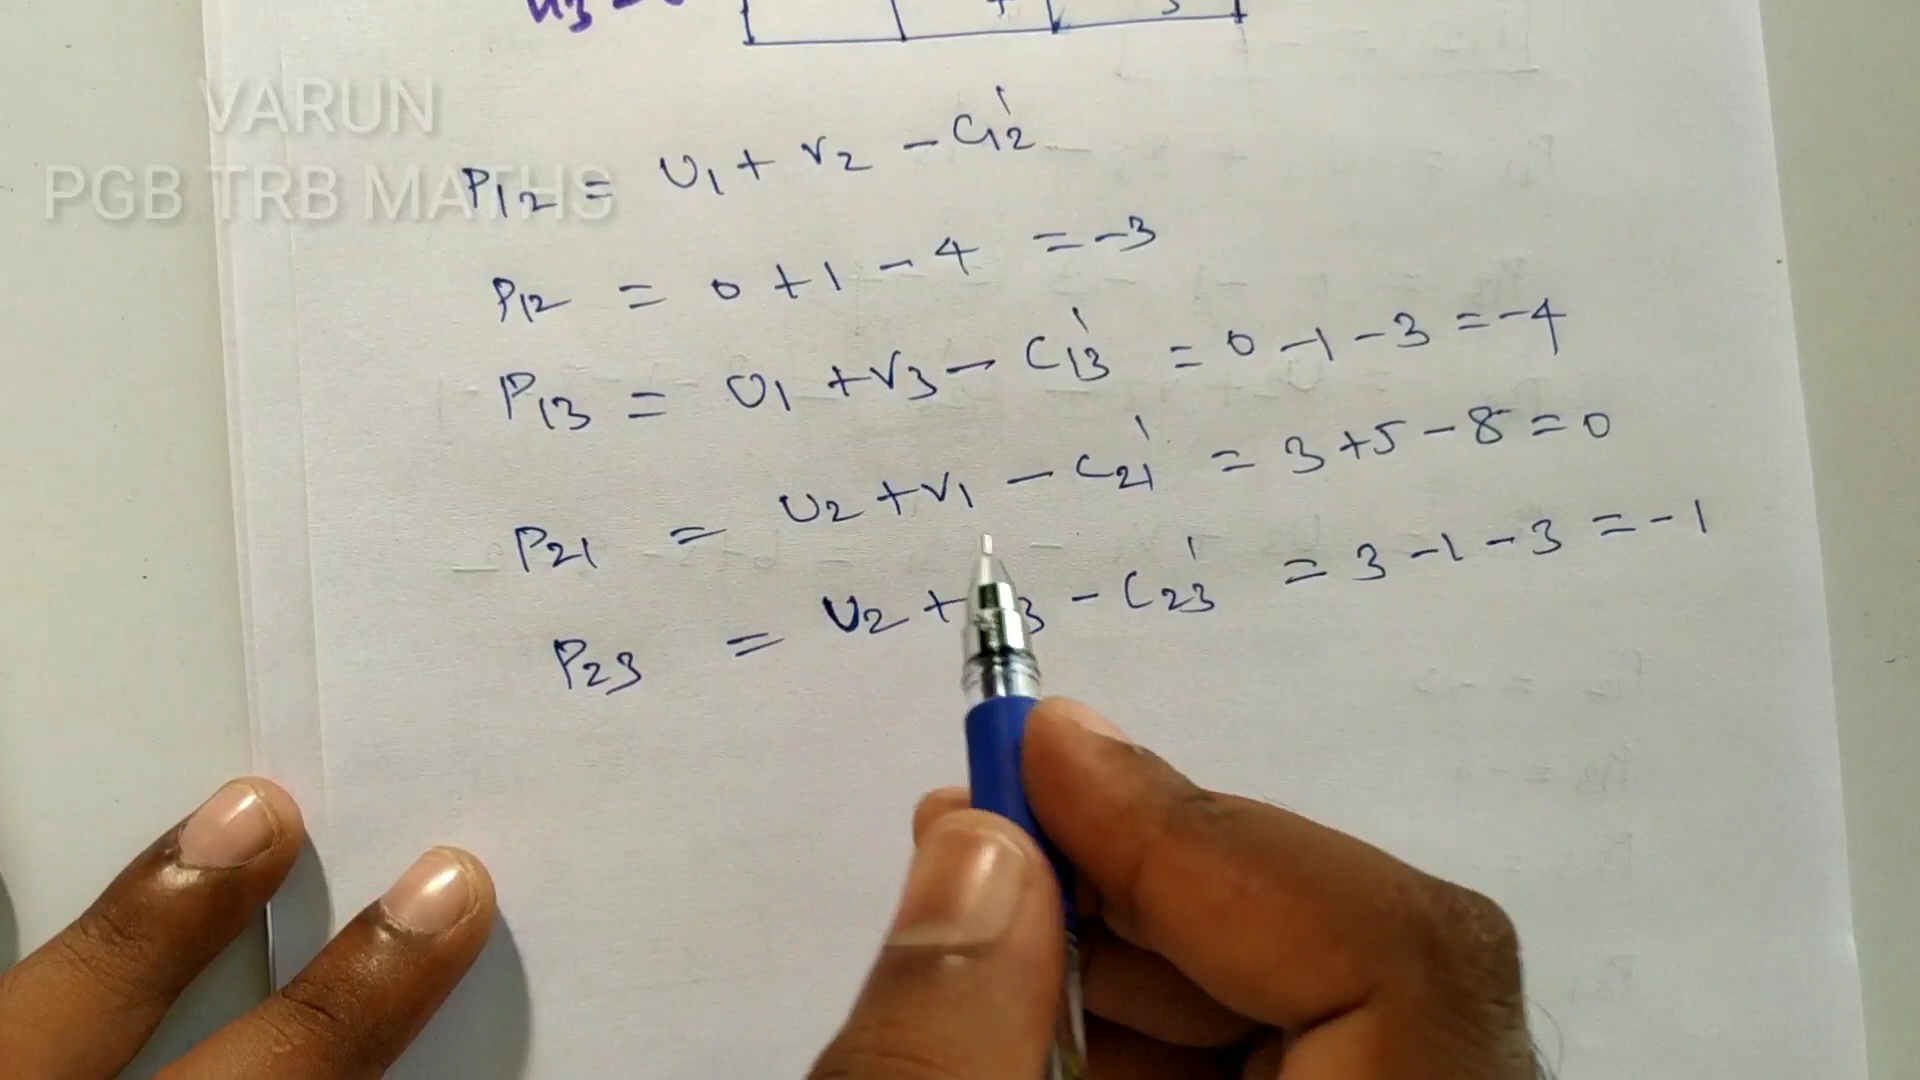 VARUN
PGB TRB MATHS
P12 = U1 + V2 - C12'
P12 = 0 + 1 - 4 = -3
P13 = U1 + V3 - C13' = 0 - 1 - 3 = -4
P21 = U2 + V1 - C21' = 3 + 5 - 8 = 0
P23 = U2 + 3 - C23' = 3 - 1 - 3 = -1